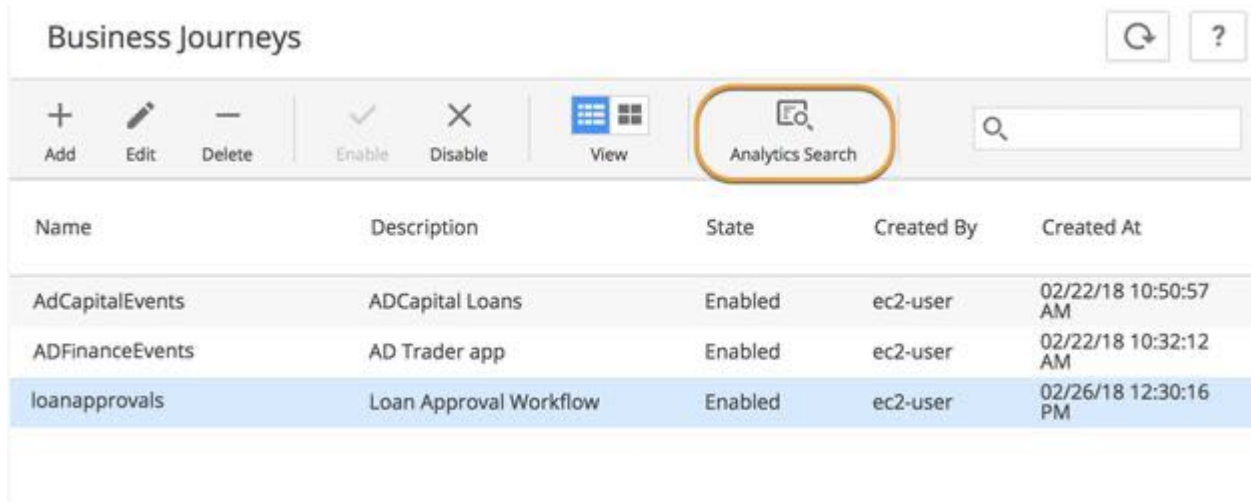 Business Journeys
?
Add Edit Delete Enable Disable View Analytics Search
Name Description State Created By Created At
AdCapitalEvents ADCapital Loans Enabled ec2-user 02/22/18 10:50:57 AM
ADFinanceEvents AD Trader app Enabled ec2-user 02/22/18 10:32:12 AM
loanapprovals Loan Approval Workflow Enabled ec2-user 02/26/18 12:30:16 PM